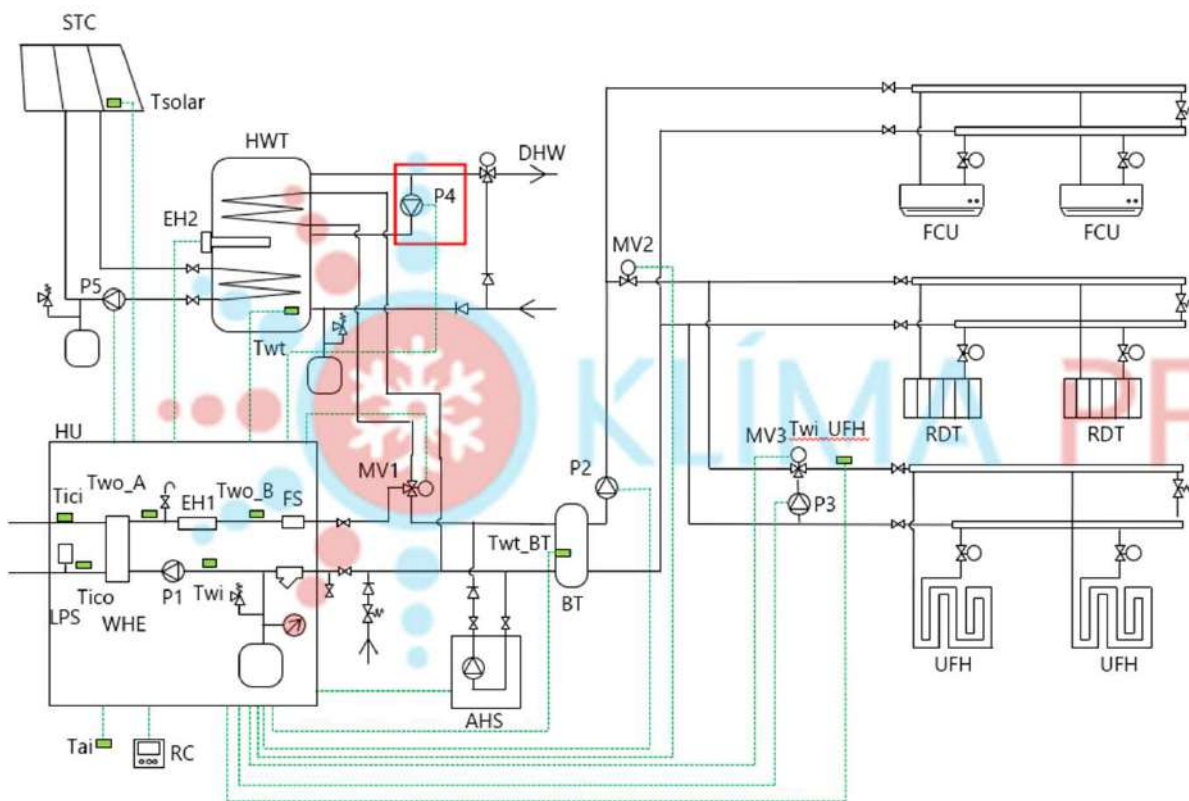 STC
Tsolar
HWT
DHW
P4
EH2
FCU
FCU
MV2
P5
Twt
KLÍMA
HU
RDT
RDT
MV1
MV3
Twi_UFH
Tici
Two_A
EH1
Two_B
FS
P2
P3
Twt_BT
Tico
P1
Twi
BT
LPS
WHE
UFH
UFH
AHS
Tai
RC